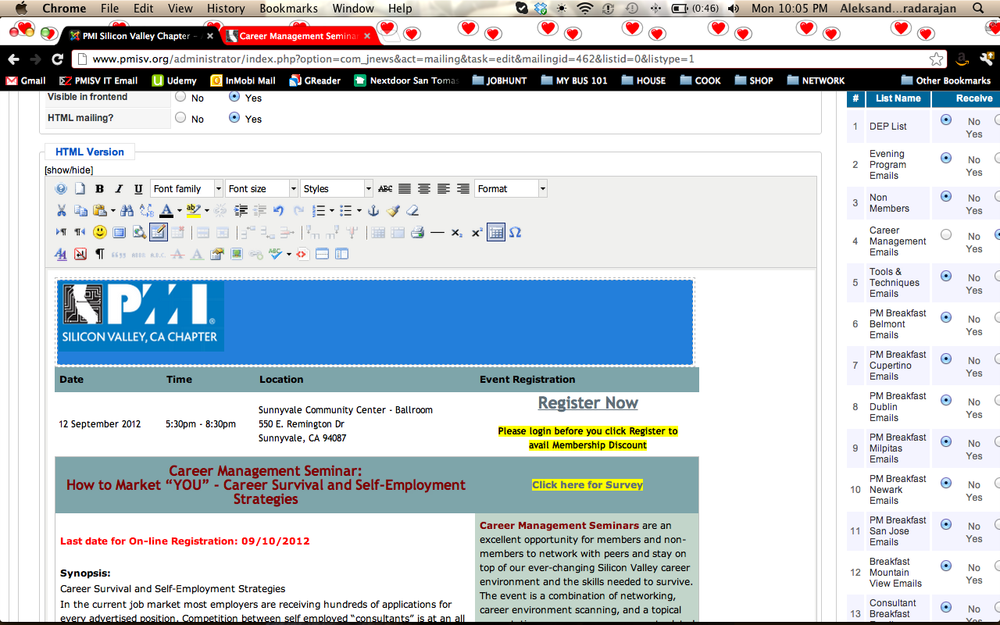 Chrome File Edit View History Bookmarks Window Help (0:46) Mon 10:05 PM Aleksand...radarajan
PMI Silicon Valley Chapter – Career Management Seminar
www.pmisv.org/administrator/index.php?option=com_jnews&act=mailing&task=edit&mailingid=462&listid=0&listype=1
Gmail PMISV IT Email Udemy InMobi Mail GReader Nextdoor San Tomas JOBHUNT MY BUS 101 HOUSE COOK SHOP NETWORK Other Bookmarks
Visible in frontend No Yes
HTML mailing? No Yes
HTML Version
[show/hide]
B I U Font family Font size Styles ABC Format
SILICON VALLEY, CA CHAPTER
PMI
Date Time Location Event Registration
12 September 2012
5:30pm - 8:30pm
Sunnyvale Community Center - Ballroom
550 E. Remington Dr
Sunnyvale, CA 94087
Register Now
Please login before you click Register to
avail Membership Discount
Career Management Seminar:
How to Market “YOU” - Career Survival and Self-Employment
Strategies
Click here for Survey
Last date for On-line Registration: 09/10/2012
Synopsis:
Career Survival and Self-Employment Strategies
In the current job market most employers are receiving hundreds of applications for
every advertised position. Competition between self employed “consultants” is at an all
Career Management Seminars are an
excellent opportunity for members and non-
members to network with peers and stay on
top of our ever-changing Silicon Valley career
environment and the skills needed to survive.
The event is a combination of networking,
career environment scanning, and a topical
# List Name Receive
1 DEP List No Yes
2 Evening Program Emails No Yes
3 Non Members No Yes
4 Career Management Emails No Yes
5 Tools & Techniques Emails No Yes
6 PM Breakfast Belmont Emails No Yes
7 PM Breakfast Cupertino Emails No Yes
8 PM Breakfast Dublin Emails No Yes
9 PM Breakfast Milpitas Emails No Yes
10 PM Breakfast Newark Emails No Yes
11 PM Breakfast San Jose Emails No Yes
12 Breakfast Mountain View Emails No Yes
13 Consultant Breakfast No Yes